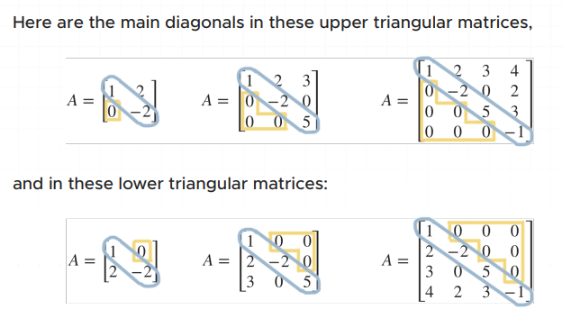 Here are the main diagonals in these upper triangular matrices,
A = [1 2
0 -2]
A = [1 2 3
0 -2 0
0 0 5]
A = [1 2 3 4
0 -2 0 2
0 0 5 3
0 0 0 -1]
and in these lower triangular matrices:
A = [1 0
2 -2]
A = [1 0 0
2 -2 0
3 0 5]
A = [1 0 0 0
2 -2 0 0
3 0 5 0
4 2 3 -1]